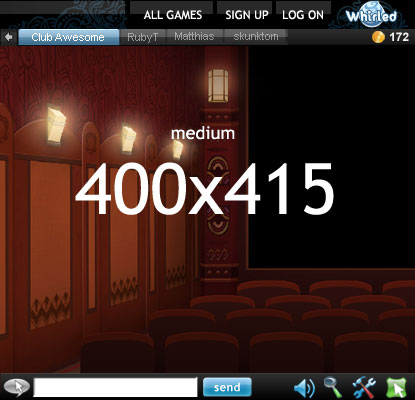 ALL GAMES SIGN UP LOG ON Whirled
Club Awesome RubyT Matthias skunktom 172
medium
400x415
send